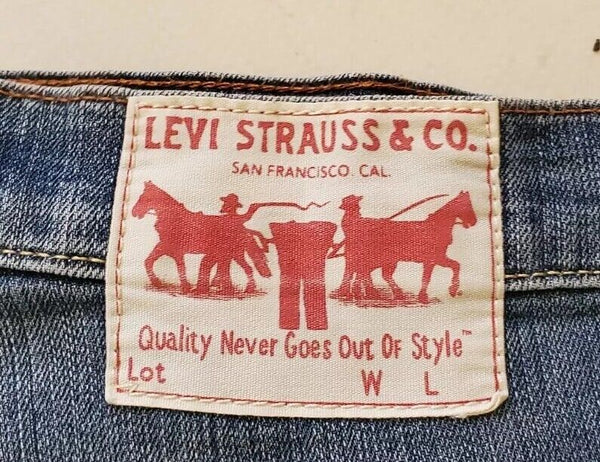 LEVI STRAUSS & CO.
SAN FRANCISCO. CAL.
Quality Never Goes Out Of Style™
Lot W L